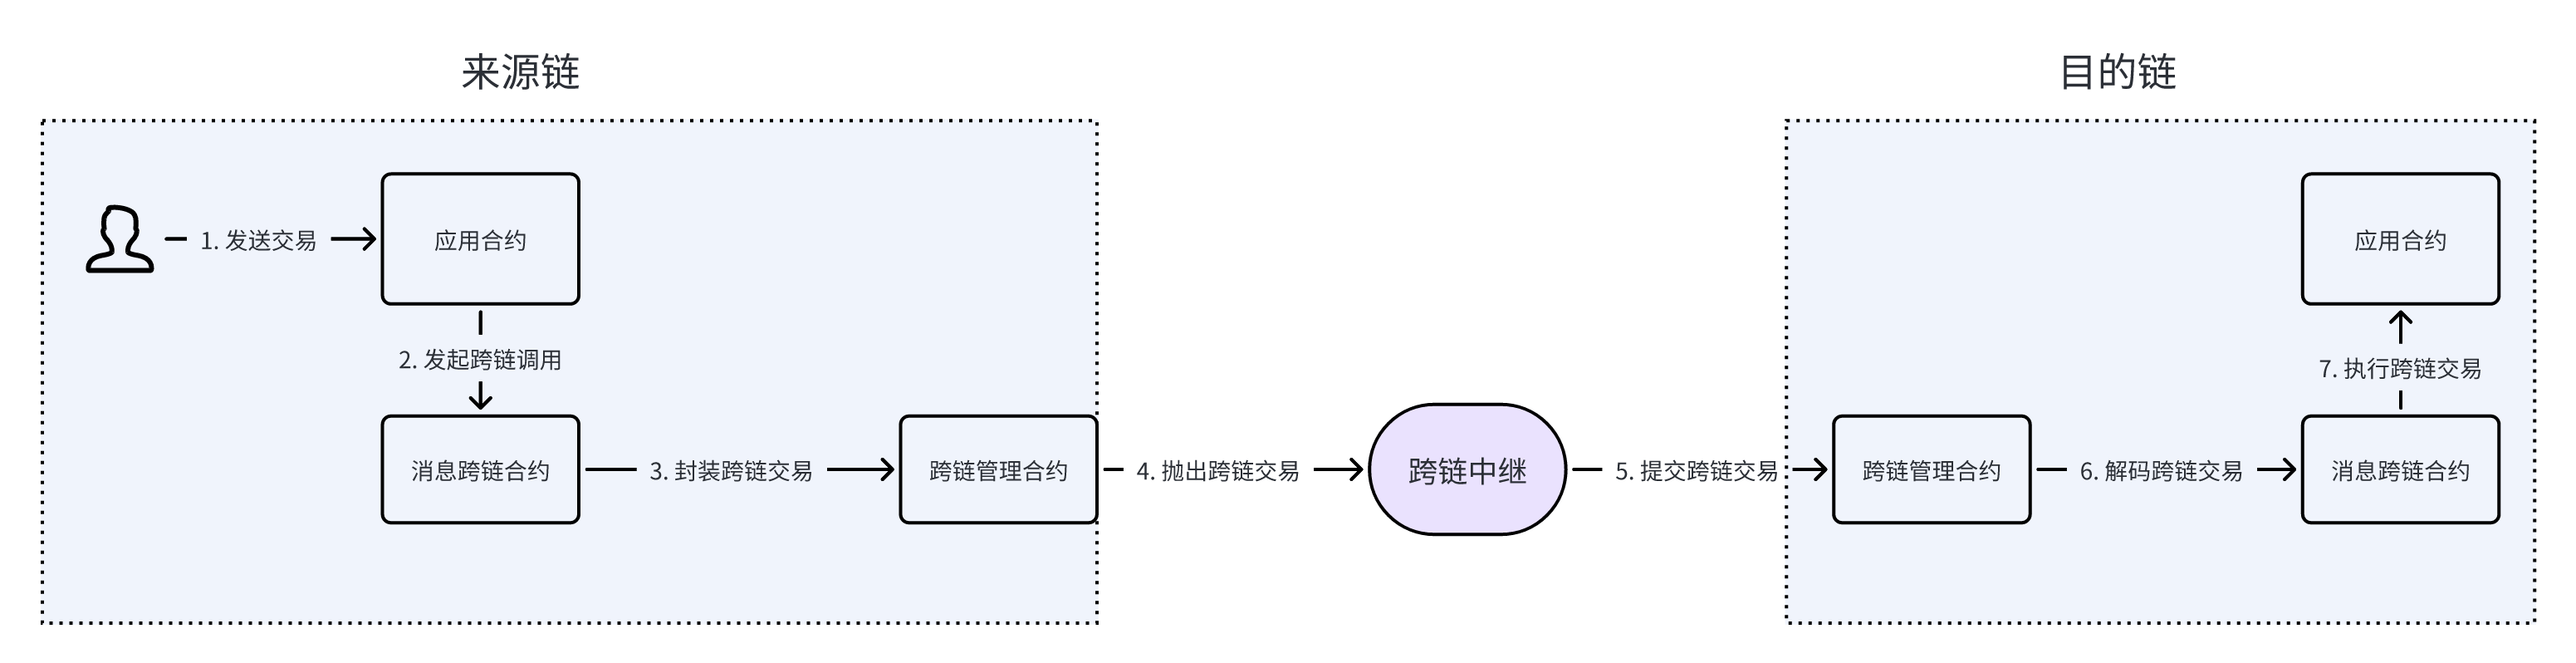 来源链
目的链
1. 发送交易
应用合约
应用合约
2. 发起跨链调用
7. 执行跨链交易
消息跨链合约
3. 封装跨链交易
跨链管理合约
4. 抛出跨链交易
跨链中继
5. 提交跨链交易
跨链管理合约
6. 解码跨链交易
消息跨链合约